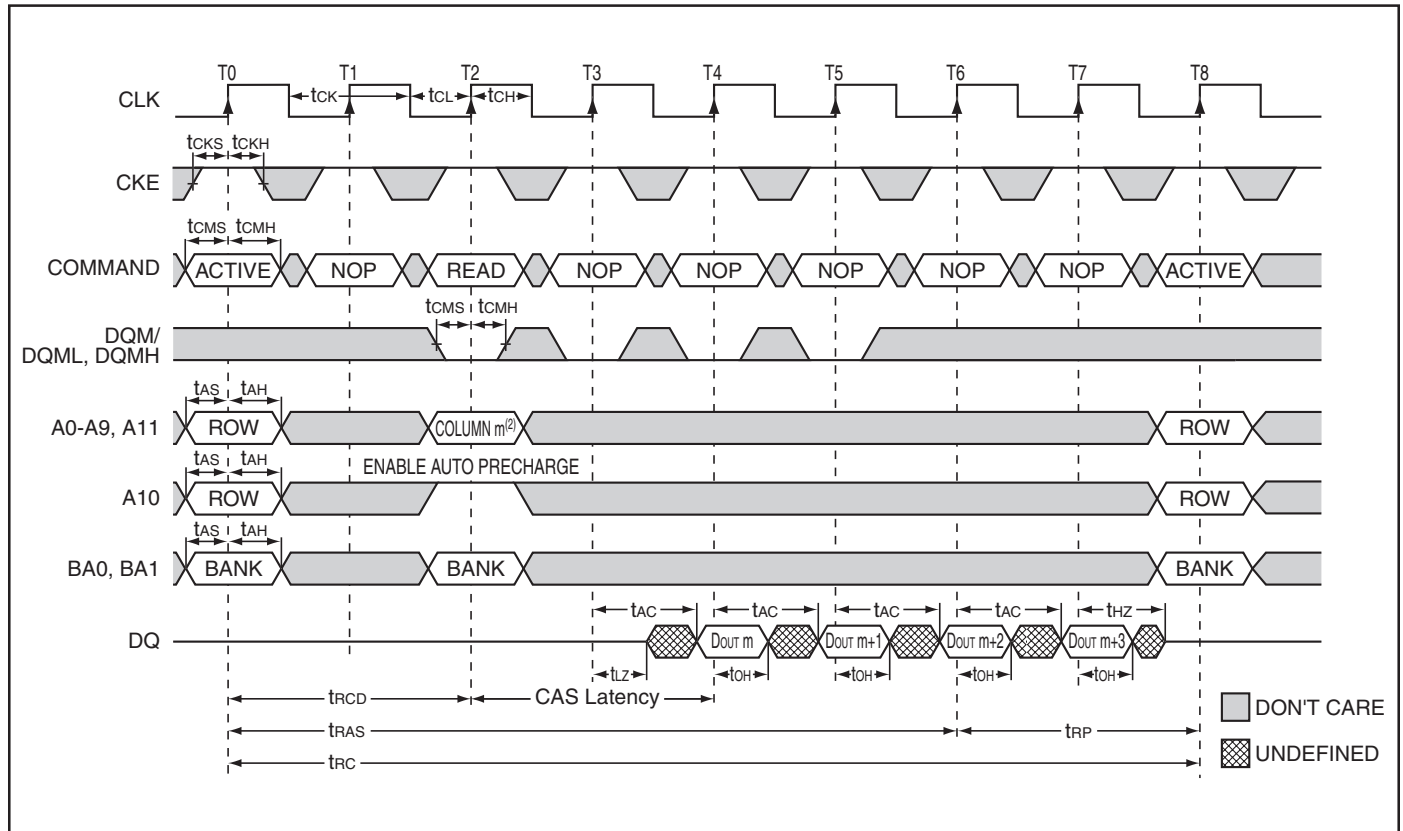 T0 T1 T2 T3 T4 T5 T6 T7 T8
CLK tCK tCL tCH
tCKS tCKH
CKE
tCMS tCMH
COMMAND ACTIVE NOP READ NOP NOP NOP NOP NOP ACTIVE
tCMS tCMH
DQM/
DQML, DQMH
tAS tAH
A0-A9, A11 ROW COLUMN m(2) ROW
tAS tAH ENABLE AUTO PRECHARGE
A10 ROW ROW
tAS tAH
BA0, BA1 BANK BANK BANK
tAC tAC tAC tAC tHZ
DQ DOUT m DOUT m+1 DOUT m+2 DOUT m+3
tLZ tOH tOH tOH tOH
tRCD CAS Latency
DON'T CARE
tRAS tRP
UNDEFINED
tRC